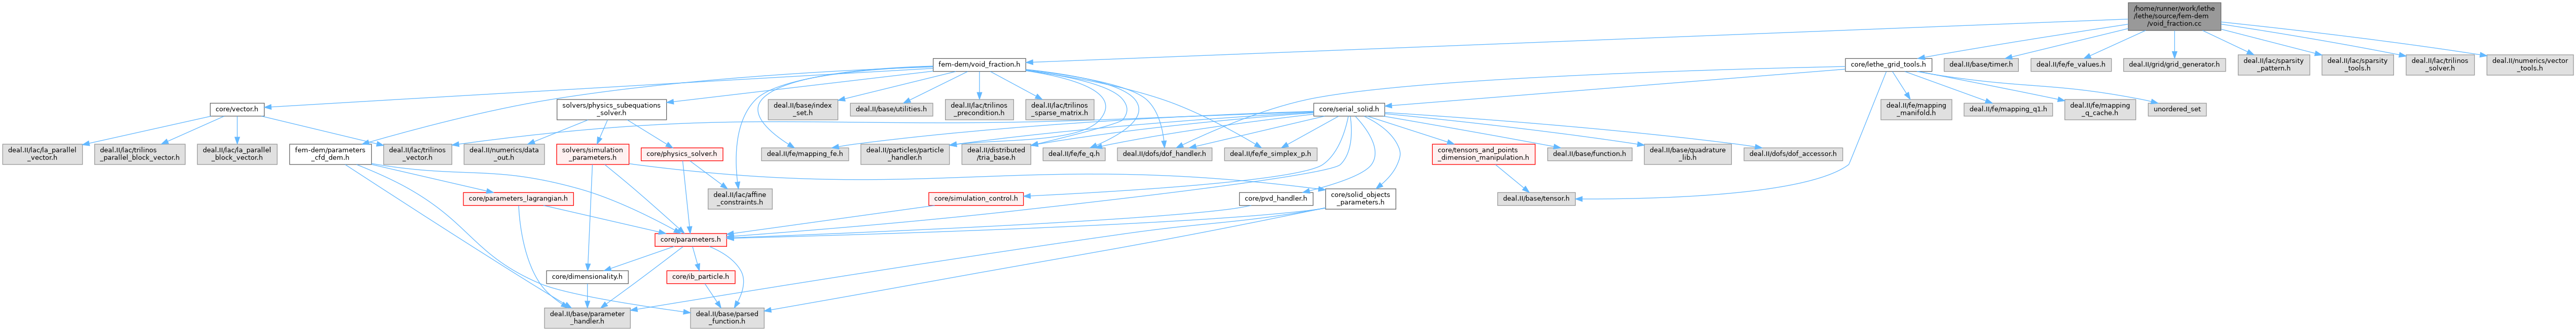 /home/runner/work/lethe
/lethe/source/fem-dem
/void_fraction.cc
fem-dem/void_fraction.h
core/lethe_grid_tools.h
deal.II/base/timer.h
deal.II/fe/fe_values.h
deal.II/grid/grid_generator.h
deal.II/lac/sparsity
_pattern.h
deal.II/lac/sparsity
_tools.h
deal.II/lac/trilinos
_solver.h
deal.II/numerics/vector
_tools.h
core/vector.h
solvers/physics_subequations
_solver.h
deal.II/base/index
_set.h
deal.II/base/utilities.h
deal.II/lac/trilinos
_precondition.h
deal.II/lac/trilinos
_sparse_matrix.h
core/serial_solid.h
deal.II/fe/mapping
_manifold.h
deal.II/fe/mapping_q1.h
deal.II/fe/mapping
_q_cache.h
unordered_set
deal.II/lac/la_parallel
_vector.h
deal.II/lac/trilinos
_parallel_block_vector.h
deal.II/lac/la_parallel
_block_vector.h
fem-dem/parameters
_cfd_dem.h
deal.II/lac/trilinos
_vector.h
deal.II/numerics/data
_out.h
solvers/simulation
_parameters.h
core/physics_solver.h
deal.II/fe/mapping_fe.h
deal.II/particles/particle
_handler.h
deal.II/distributed
/tria_base.h
deal.II/fe/fe_q.h
deal.II/dofs/dof_handler.h
deal.II/fe/fe_simplex_p.h
core/tensors_and_points
_dimension_manipulation.h
deal.II/base/function.h
deal.II/base/quadrature
_lib.h
deal.II/dofs/dof_accessor.h
core/parameters_lagrangian.h
deal.II/lac/affine
_constraints.h
core/simulation_control.h
core/pvd_handler.h
core/solid_objects
_parameters.h
deal.II/base/tensor.h
core/parameters.h
core/dimensionality.h
core/ib_particle.h
deal.II/base/parameter
_handler.h
deal.II/base/parsed
_function.h